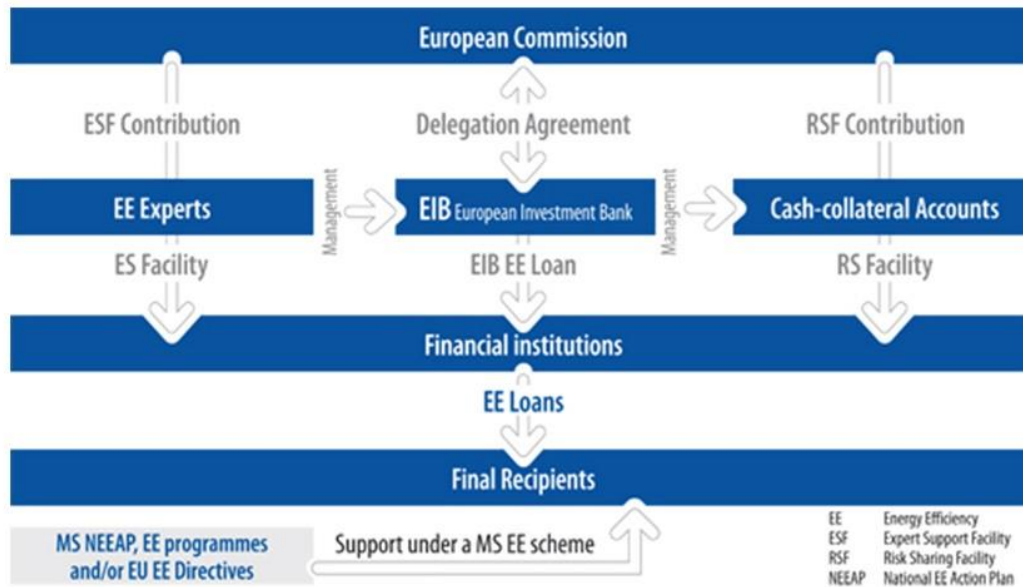 European Commission
ESF Contribution
Delegation Agreement
RSF Contribution
EE Experts
Management
EIB European Investment Bank
Management
Cash-collateral Accounts
ES Facility
EIB EE Loan
RS Facility
Financial institutions
EE Loans
Final Recipients
MS NEEAP, EE programmes
and/or EU EE Directives
Support under a MS EE scheme
EE Energy Efficiency
ESF Expert Support Facility
RSF Risk Sharing Facility
NEEAP National EE Action Plan